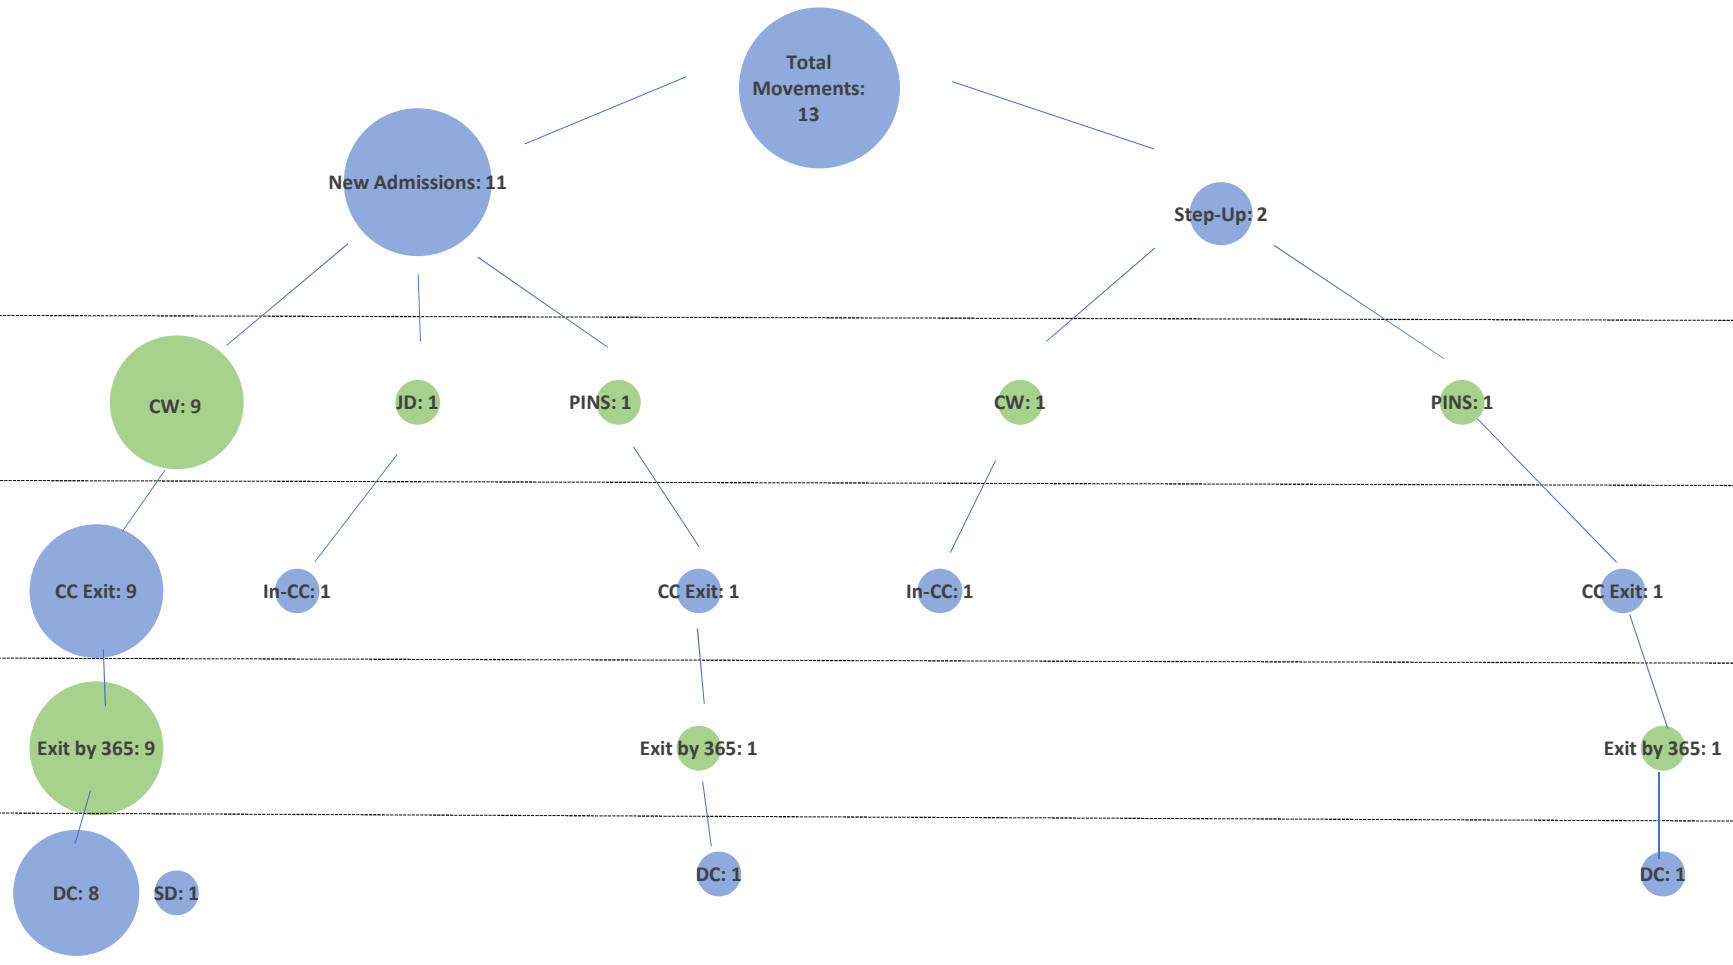 Total
Movements:
13
New Admissions: 11
Step-Up: 2
CW: 9
JD: 1
PINS: 1
CW: 1
PINS: 1
CC Exit: 9
In-CC: 1
CC Exit: 1
In-CC: 1
CC Exit: 1
Exit by 365: 9
Exit by 365: 1
Exit by 365: 1
DC: 8
SD: 1
DC: 1
DC: 1